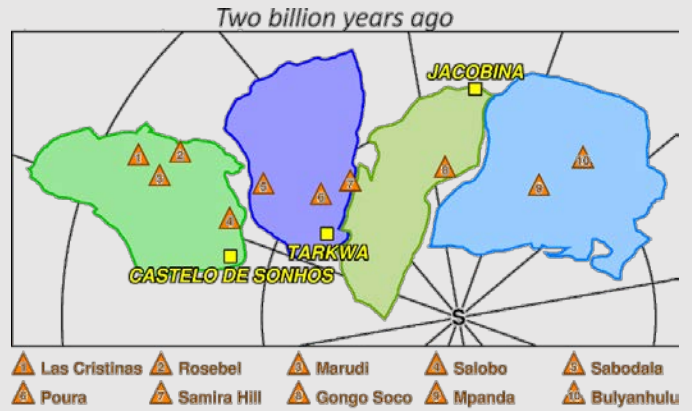 Two billion years ago
JACOBINA
2
1
10
3
8
5
9
7
6
4
TARKWA
CASTELO DE SONHOS
S
1 Las Cristinas 2 Rosebel 3 Marudi 4 Salobo 5 Sabodala
6 Poura 7 Samira Hill 8 Gongo Soco 9 Mpanda 10 Bulyanhulu